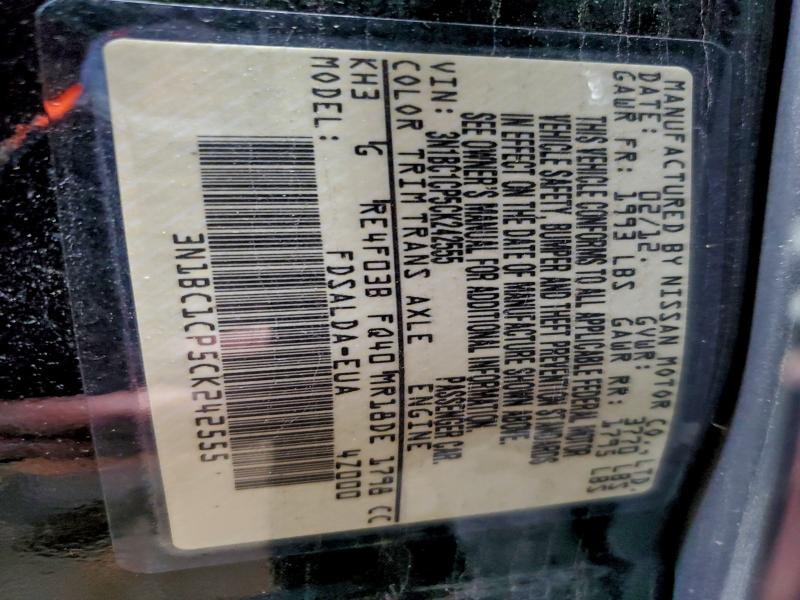 MANUFACTURED BY NISSAN MOTOR CO., LTD.
DATE: 02/12. GVWR: 3770 LBS
GAWR FR: 1993 LBS GAWR RR: 1795 LBS
THIS VEHICLE CONFORMS TO ALL APPLICABLE FEDERAL MOTOR
VEHICLE SAFETY, BUMPER AND THEFT PREVENTION STANDARDS
IN EFFECT ON THE DATE OF MANUFACTURE SHOWN ABOVE.
SEE OWNER'S MANUAL FOR ADDITIONAL INFORMATION.
VIN: 3N1BC1CP5CK242555 PASSENGER CAR.
COLOR TRIM TRANS AXLE ENGINE
KH3 G RE4F03B FQ40 MR18DE 1798 CC
MODEL: FDSALDA-EUA 4Z000
3N1BC1CP5CK242555